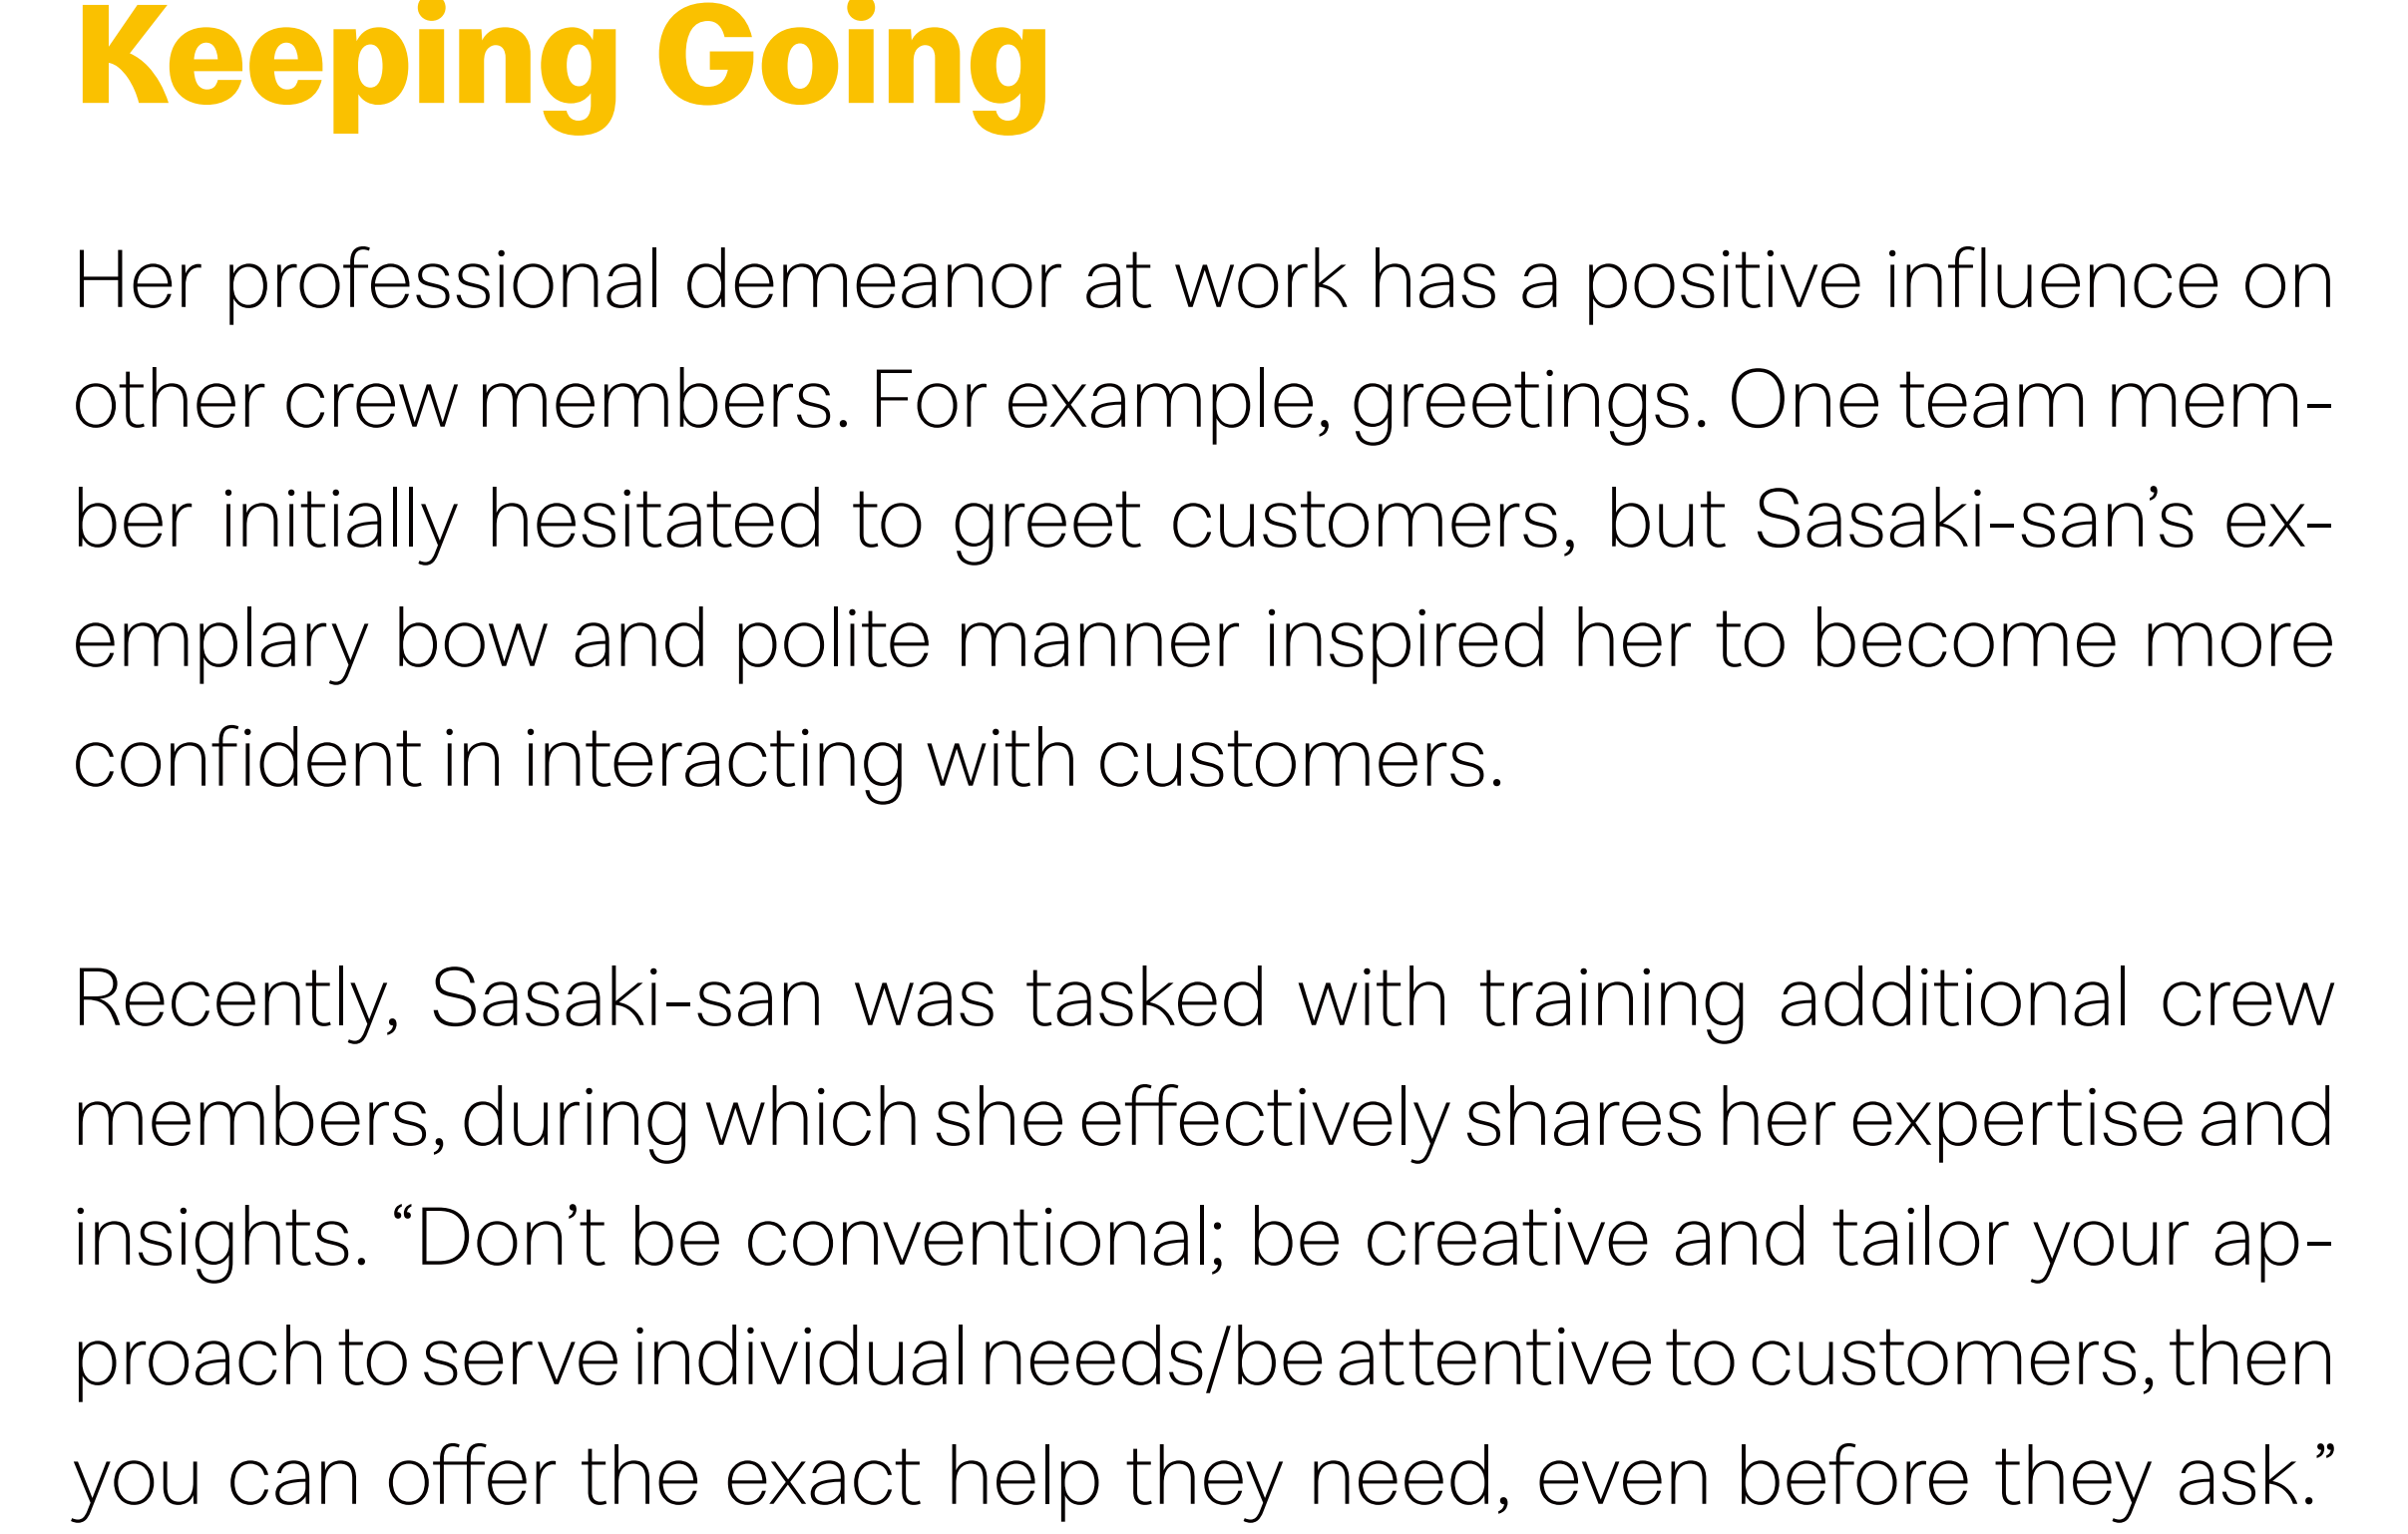 Keeping Going
Her professional demeanor at work has a positive influence on
other crew members. For example, greetings. One team mem-
ber initially hesitated to greet customers, but Sasaki-san’s ex-
emplary bow and polite manner inspired her to become more
confident in interacting with customers.
Recently, Sasaki-san was tasked with training additional crew
members, during which she effectively shares her expertise and
insights. “Don’t be conventional; be creative and tailor your ap-
proach to serve individual needs/be attentive to customers, then
you can offer the exact help they need, even before they ask.”